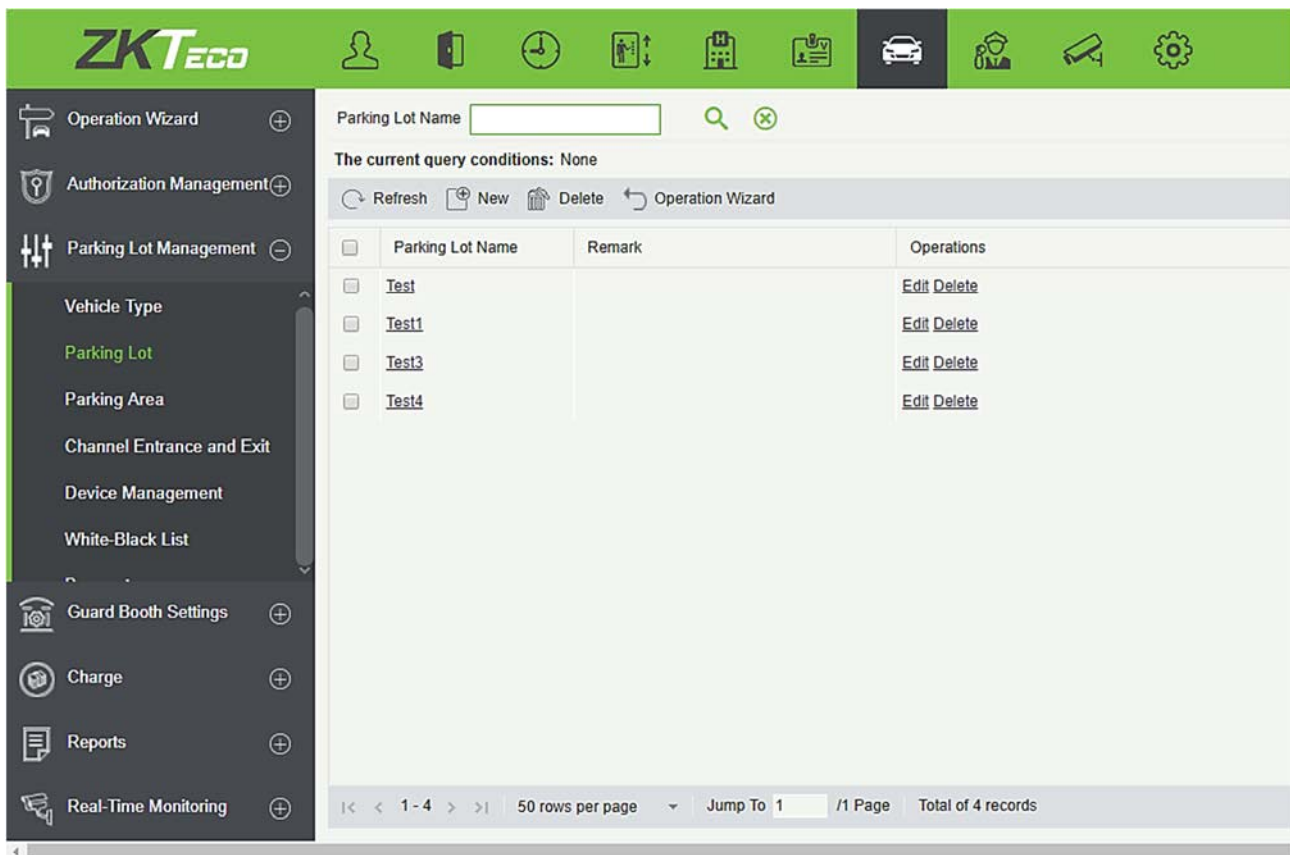 ZKTECO
Operation Wizard
Authorization Management
Parking Lot Management
Vehicle Type
Parking Lot
Parking Area
Channel Entrance and Exit
Device Management
White-Black List
Guard Booth Settings
Charge
Reports
Real-Time Monitoring
Parking Lot Name
The current query conditions: None
Refresh New Delete Operation Wizard
Parking Lot Name Remark Operations
Test Edit Delete
Test1 Edit Delete
Test3 Edit Delete
Test4 Edit Delete
|< < 1 - 4 > >| 50 rows per page Jump To 1 /1 Page Total of 4 records